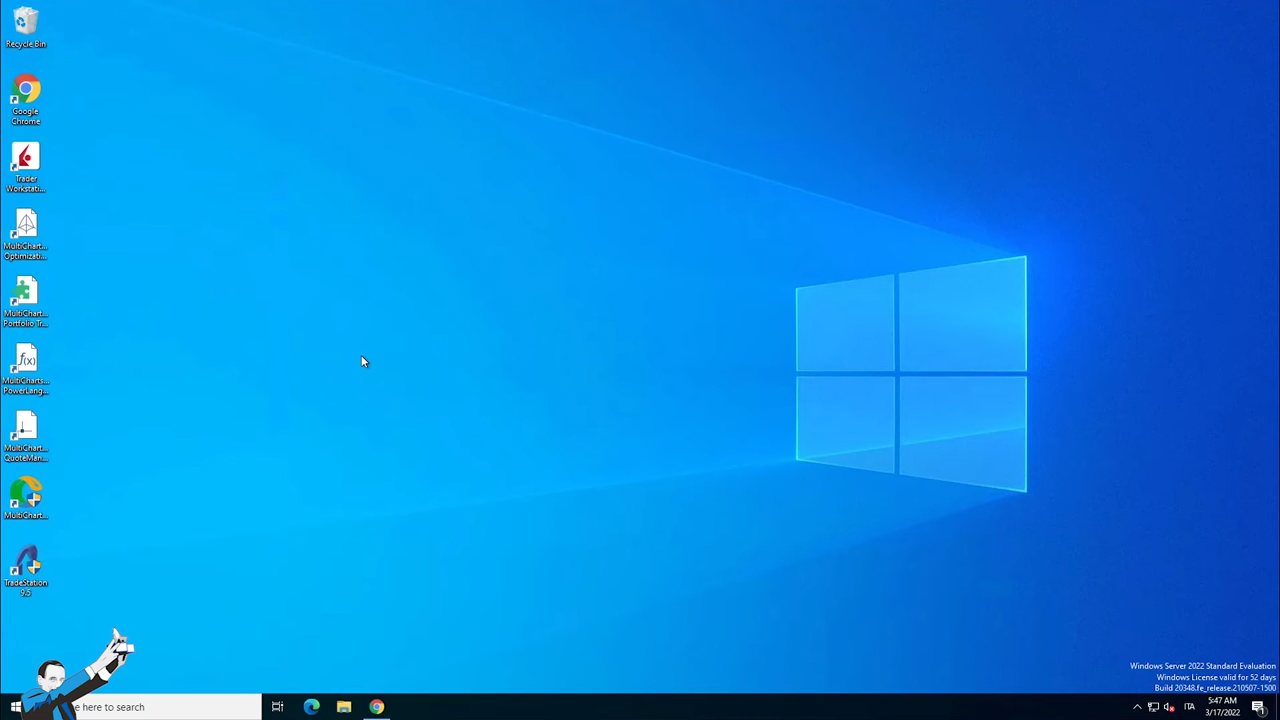 Recycle Bin
Google
Chrome
Trader
Workstati...
MultiChart...
Optimizati...
MultiChart...
Portfolio Tr...
f(x)
MultiCharts...
PowerLang...
MultiChart...
QuoteMan...
MultiChart...
TradeStation
9.5
Windows Server 2022 Standard Evaluation
Windows License valid for 52 days
Build 20348.fe_release.210507-1500
here to search
ITA
5:47 AM
3/17/2022
1